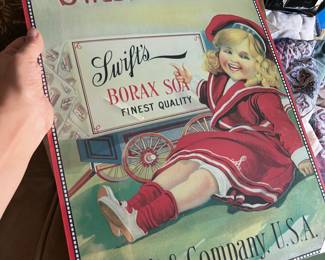 Swift's
BORAX SOA
FINEST QUALITY
& Company, U.S.A.